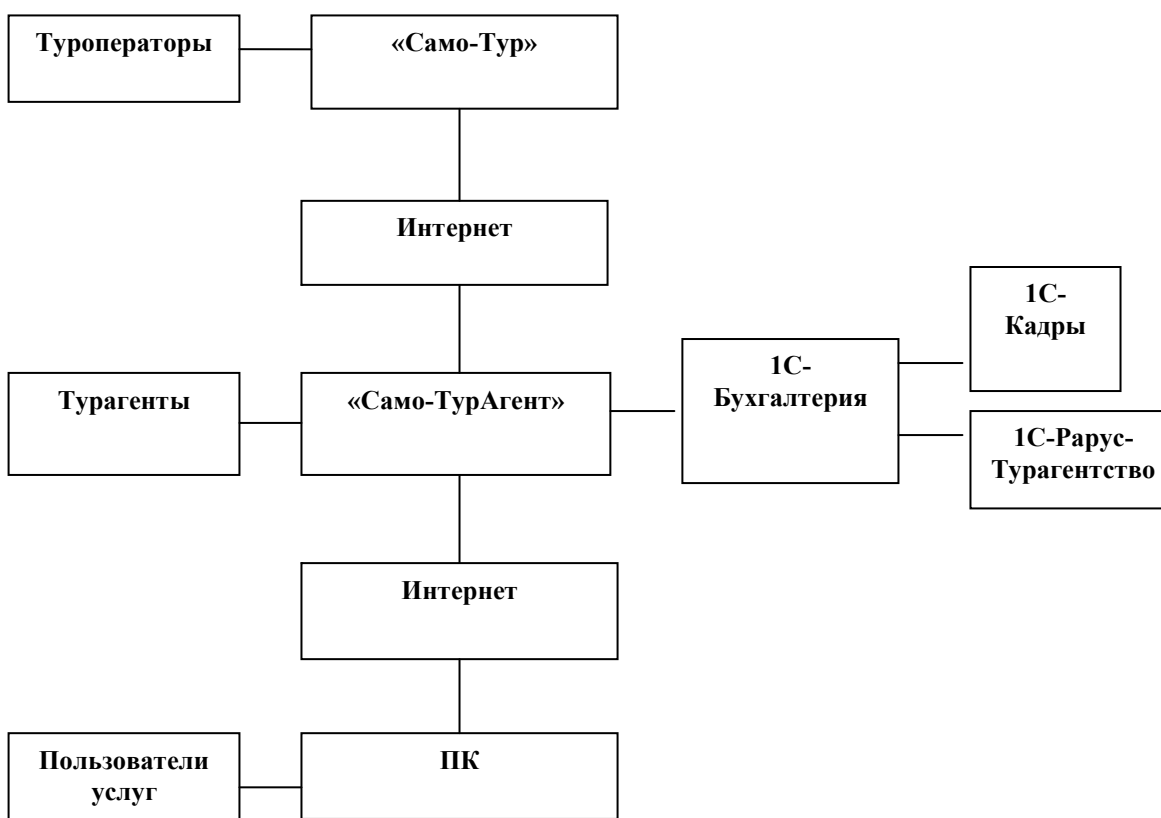 Туроператоры
«Само-Тур»
Интернет
1С-
Кадры
1С-
Бухгалтерия
Турагенты
«Само-ТурАгент»
1С-Рарус-
Турагентство
Интернет
Пользователи
услуг
ПК